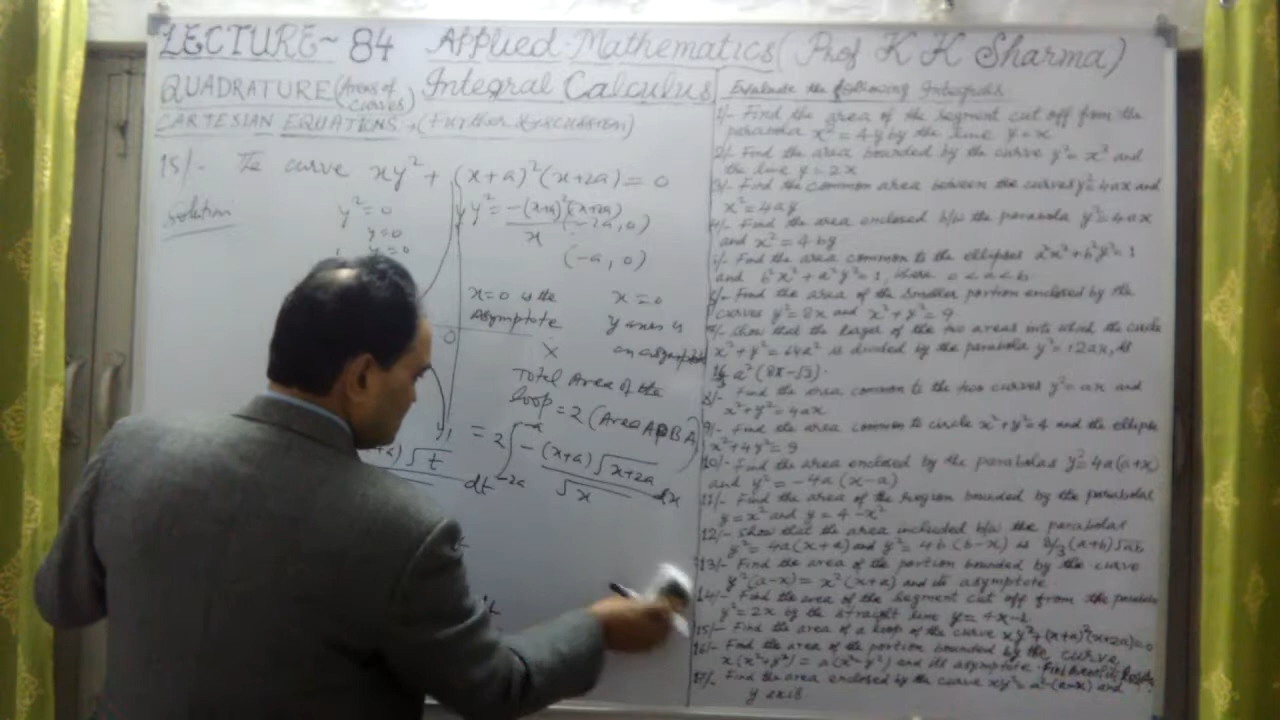 LECTURE~84 Applied Mathematics (Prof K K Sharma)
QUADRATURE (Areas of curves) Integral Calculus
CARTESIAN EQUATIONS, (Further discussion)
15/- The curve xy² + (x+a)²(x+2a) = 0
Solution
y² = 0
y=0
y² = -(x+a)²(x+2a)
x
(-2a, 0)
(-a, 0)
x=0 is the
Asymptote
x=0
y axis is
an asymptote
0
Total Area of the
loop = 2 (Area
= 2 ∫ - (x+a) √x+2a
√x dx
-2a
√t
dt
Evaluate the following Integrals
1/- Find the area of the segment cut off from the
parabola x² = 4y by the line y = x
2/- Find the area bounded by the curve y² = x³ and
the line y = 2x
3/- Find the common area between the curves y² = 4ax and
x² = 4ay
4/- Find the area enclosed b/w the parabola y² = 4ax
and x² = 4by
5/- Find the area common to the ellipses a²x² + b²y² = 1
and b²x² + a²y² = 1, where 0 < a < b
6/- Find the area of the smaller portion enclosed by the
curves y² = 8x and x² + y² = 9
Show that the larger of the two areas into which the circle
x² + y² = 64a² is divided by the parabola y² = 12ax, is
a² (8π - √3).
8/- Find the area common to the two curves y² = ax and
x² + y² = 4ax
9/- Find the area common to circle x² + y² = 4 and the ellipse
x² + 4y² = 9
10/- Find the area enclosed by the parabolas y² = 4a(a+x)
and y² = -4a (x-a)
11/- Find the area of the region bounded by the parabolas
y = x² and y = 4 - x²
12/- Show that the area included b/w the parabolas
y² = 4a(x+a) and y² = 4b (b-x) is 8/3 (a+b) √ab
13/- Find the area of the portion bounded by the curve
y²(a-x) = x²(x+a) and its asymptote
14/- Find the area of the segment cut off from the parabola
y² = 2x by the straight line y = 4x-1
15/- Find the area of a loop of the curve xy² + (x+a)²(x+2a) = 0
16/- Find the area of the portion bounded by the curve
x(x²+y²) = a(x²-y²) and its asymptote.
17/- Find the area enclosed by the curve xy² = a²(a-x) and
y axis